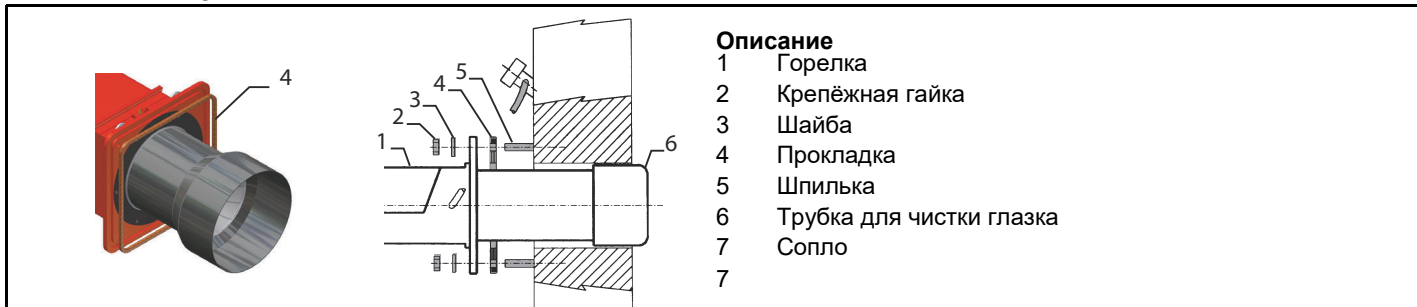 4
5
4
3
2
1
6
Описание
1 Горелка
2 Крепёжная гайка
3 Шайба
4 Прокладка
5 Шпилька
6 Трубка для чистки глазка
7 Сопло
7